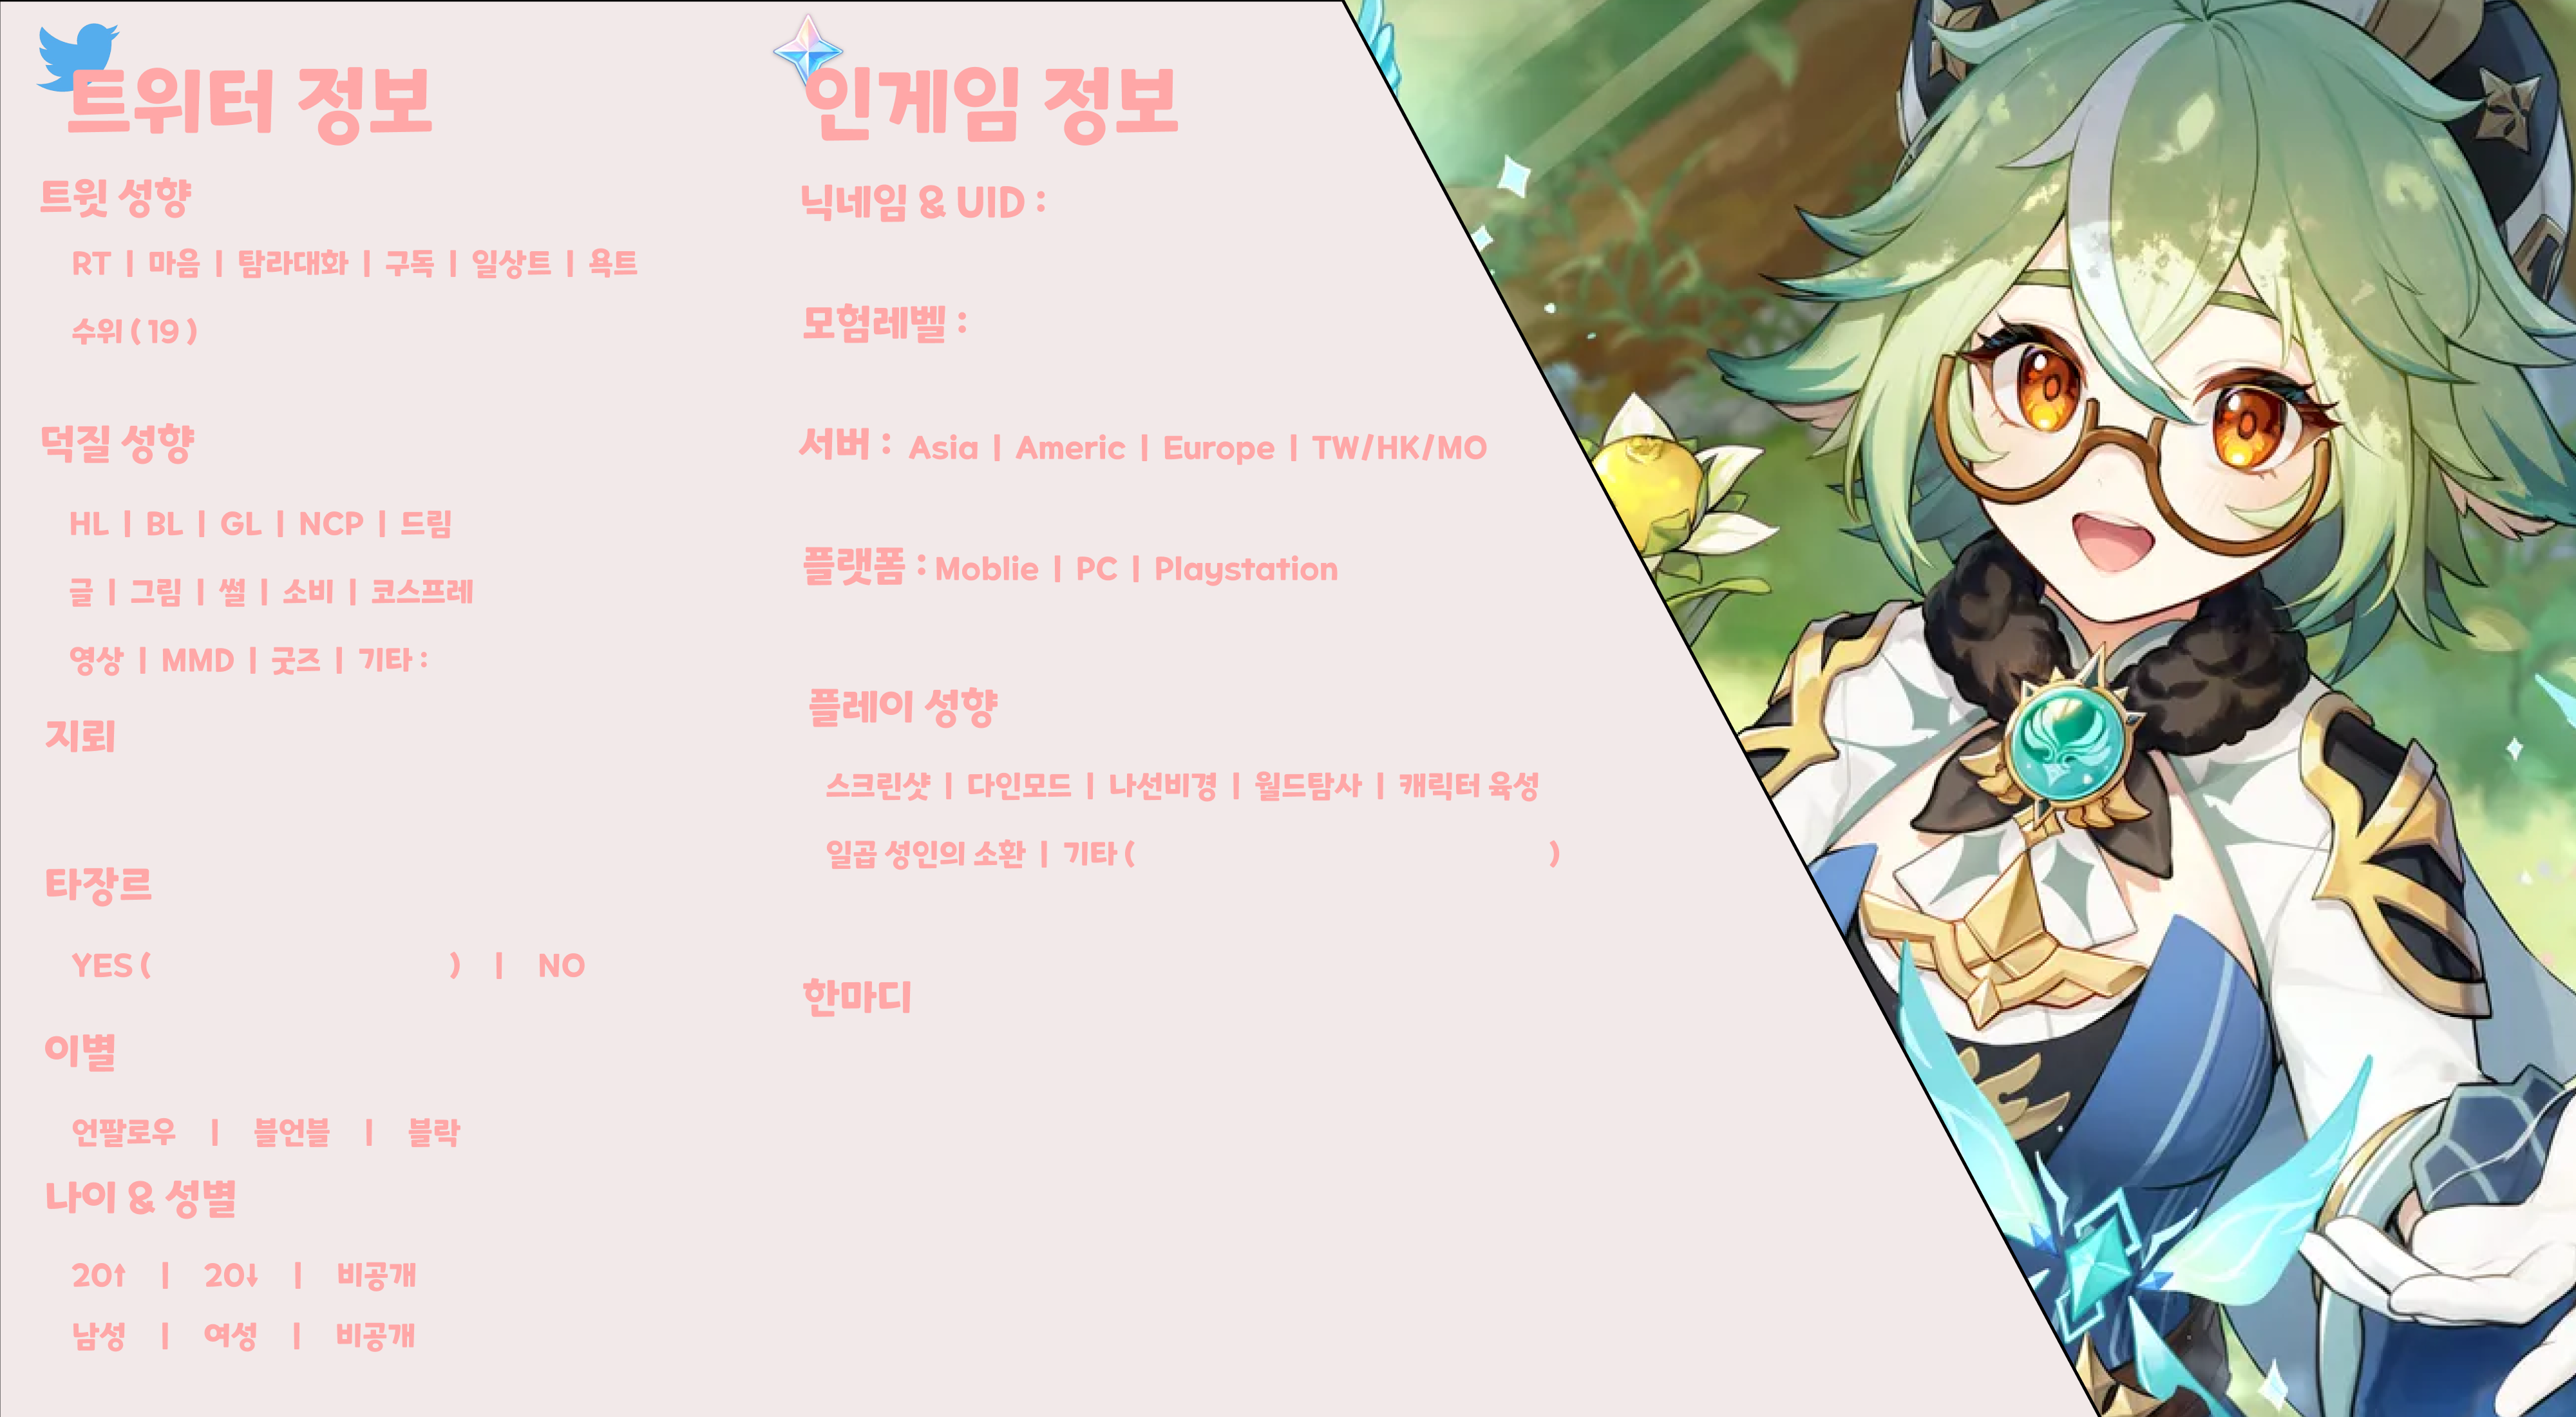 트위터 정보
트윗 성향
RT | 마음 | 탐라대화 | 구독 | 일상트 | 욕트
수위 ( 19 )
덕질 성향
HL | BL | GL | NCP | 드림
글 | 그림 | 썰 | 소비 | 코스프레
영상 | MMD | 굿즈 | 기타 :
지뢰
타장르
YES ( ) | NO
이별
언팔로우 | 블언블 | 블락
나이 & 성별
20↑ | 20↓ | 비공개
남성 | 여성 | 비공개
인게임 정보
닉네임 & UID :
모험레벨 :
서버 : Asia | Americ | Europe | TW/HK/MO
플랫폼 : Moblie | PC | Playstation
플레이 성향
스크린샷 | 다인모드 | 나선비경 | 월드탐사 | 캐릭터 육성
일곱 성인의 소환 | 기타 ( )
한마디